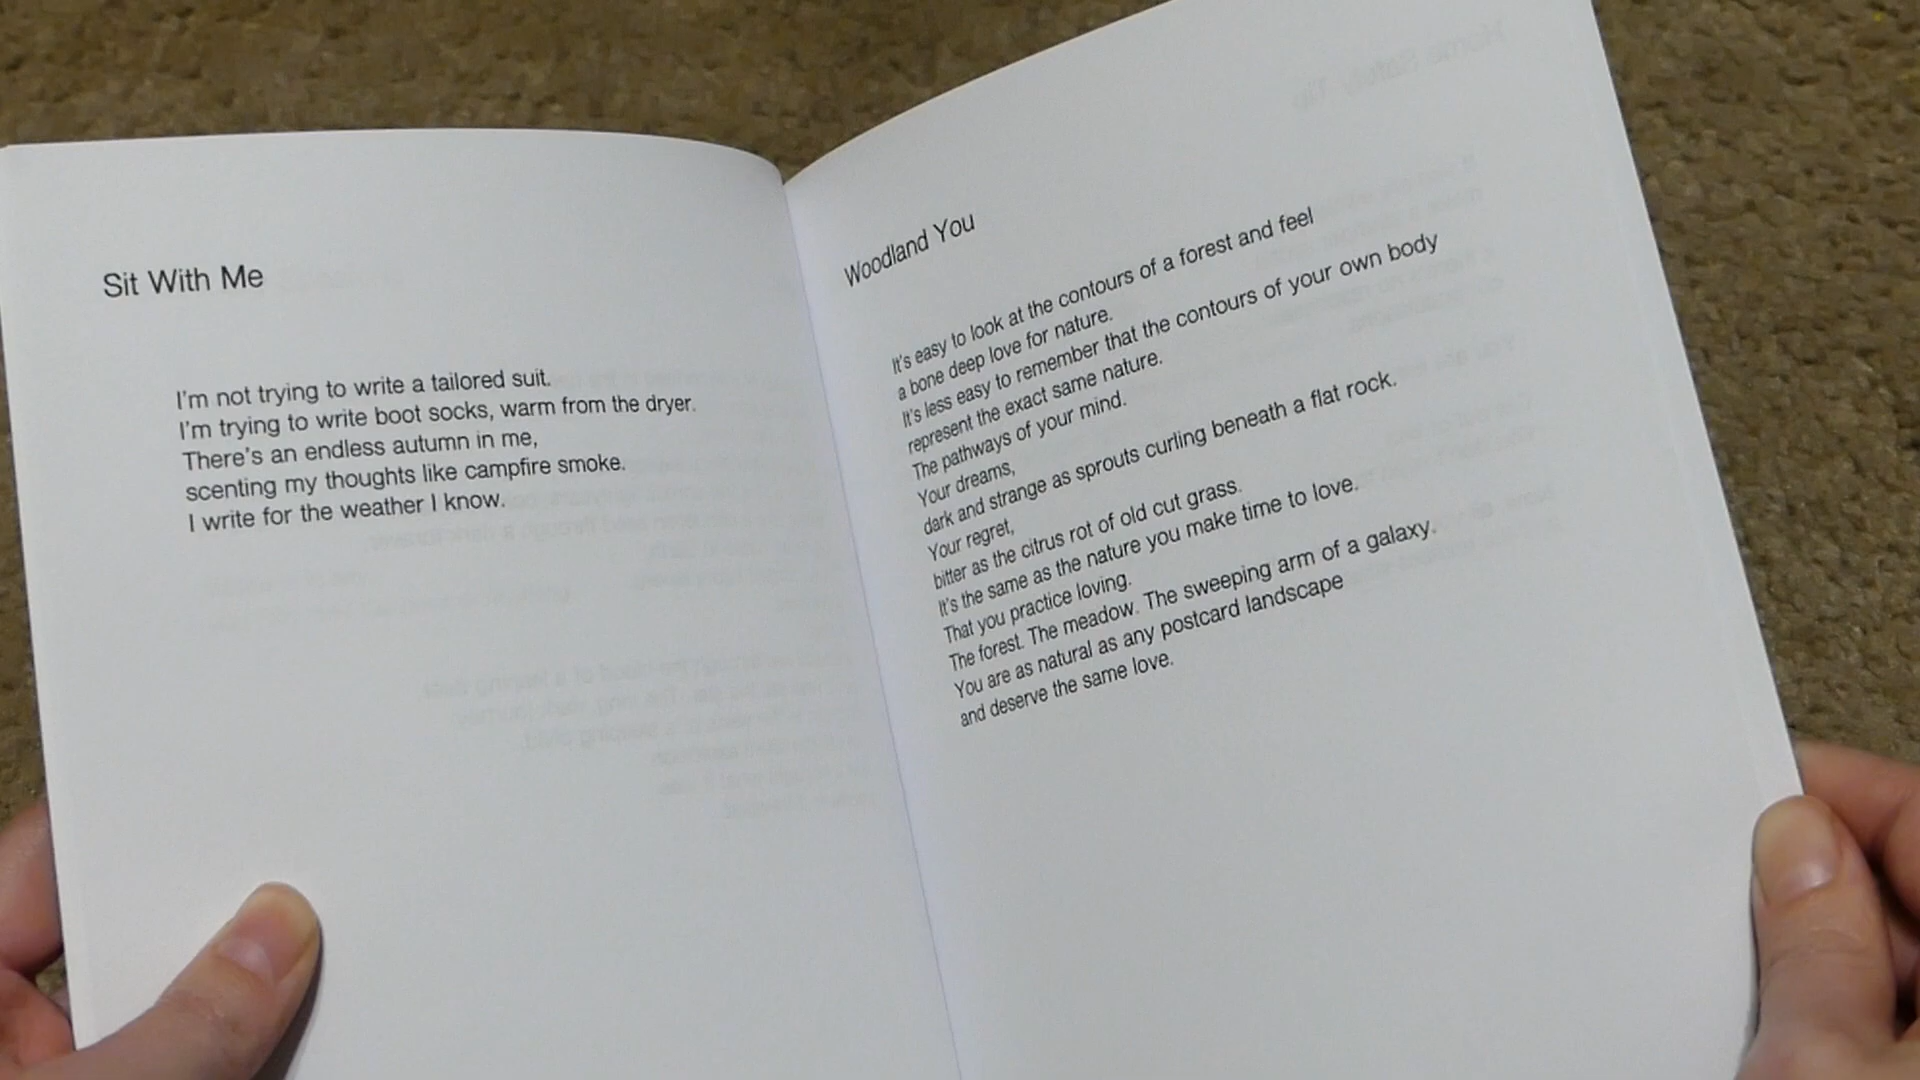 Sit With Me
I'm not trying to write a tailored suit.
I'm trying to write boot socks, warm from the dryer.
There's an endless autumn in me,
scenting my thoughts like campfire smoke.
I write for the weather I know.
Woodland You
It's easy to look at the contours of a forest and feel
a bone deep love for nature.
It's less easy to remember that the contours of your own body
represent the exact same nature.
The pathways of your mind.
Your dreams,
dark and strange as sprouts curling beneath a flat rock.
Your regret,
bitter as the citrus rot of old cut grass.
It's the same as the nature you make time to love.
That you practice loving.
The forest. The meadow. The sweeping arm of a galaxy.
You are as natural as any postcard landscape
and deserve the same love.